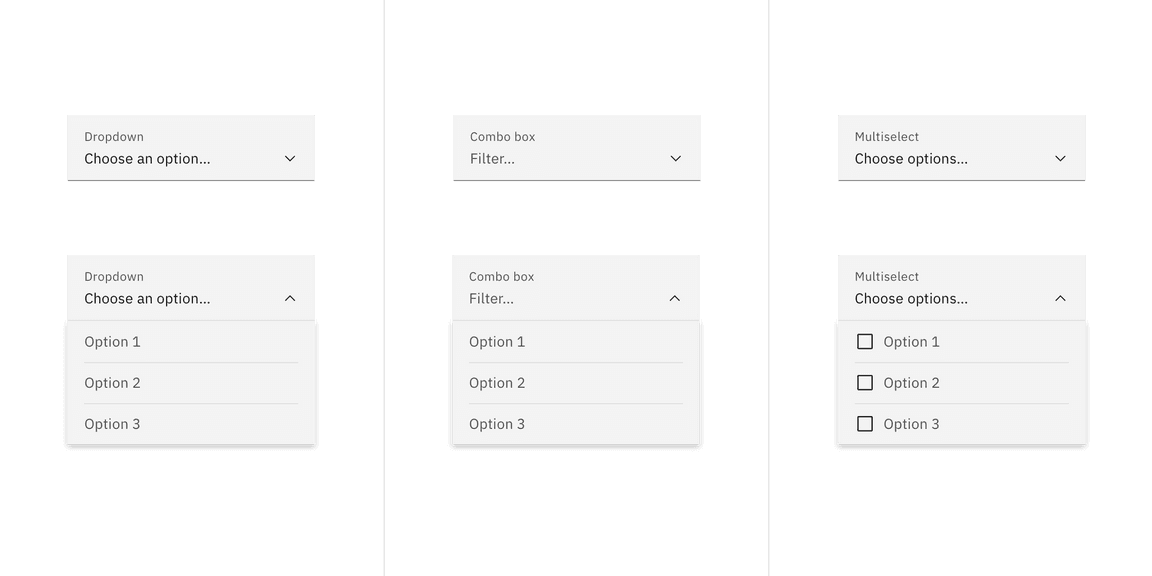 Dropdown
Choose an option...
Combo box
Filter...
Multiselect
Choose options...
Dropdown
Choose an option...
Option 1
Option 2
Option 3
Combo box
Filter...
Option 1
Option 2
Option 3
Multiselect
Choose options...
Option 1
Option 2
Option 3